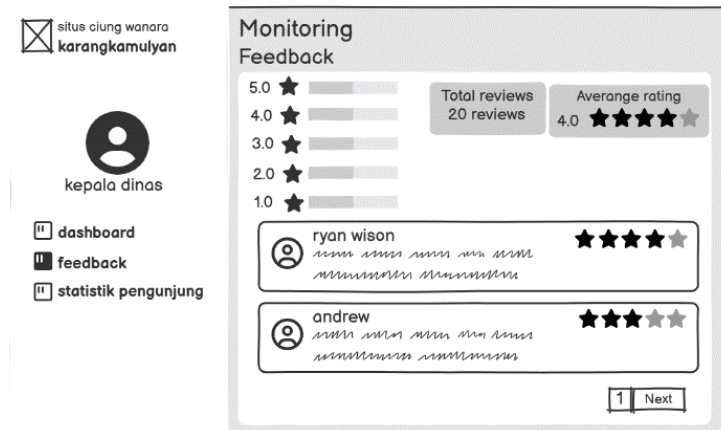 situs ciung wanara
karangkamulyan
kepala dinas
dashboard
feedback
statistik pengunjung
Monitoring
Feedback
5.0
4.0
3.0
2.0
1.0
Total reviews
20 reviews
Averange rating
4.0
ryan wison
andrew
1 Next